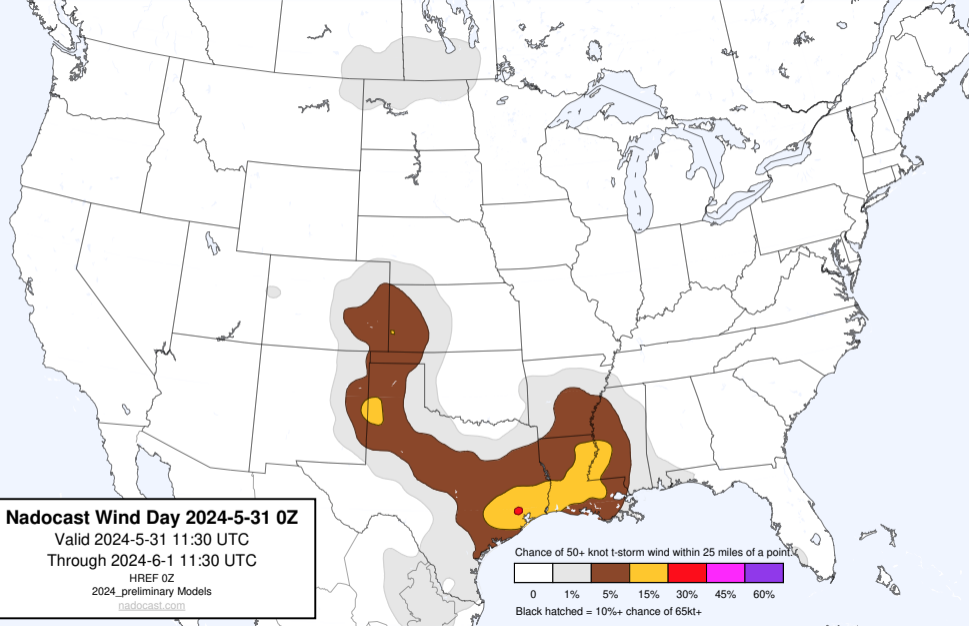 Nadocast Wind Day 2024-5-31 0Z
Valid 2024-5-31 11:30 UTC
Through 2024-6-1 11:30 UTC
HREF 0Z
2024_preliminary Models
nadocast.com
Chance of 50+ knot t-storm wind within 25 miles of a point.
0 1% 5% 15% 30% 45% 60%
Black hatched = 10%+ chance of 65kt+